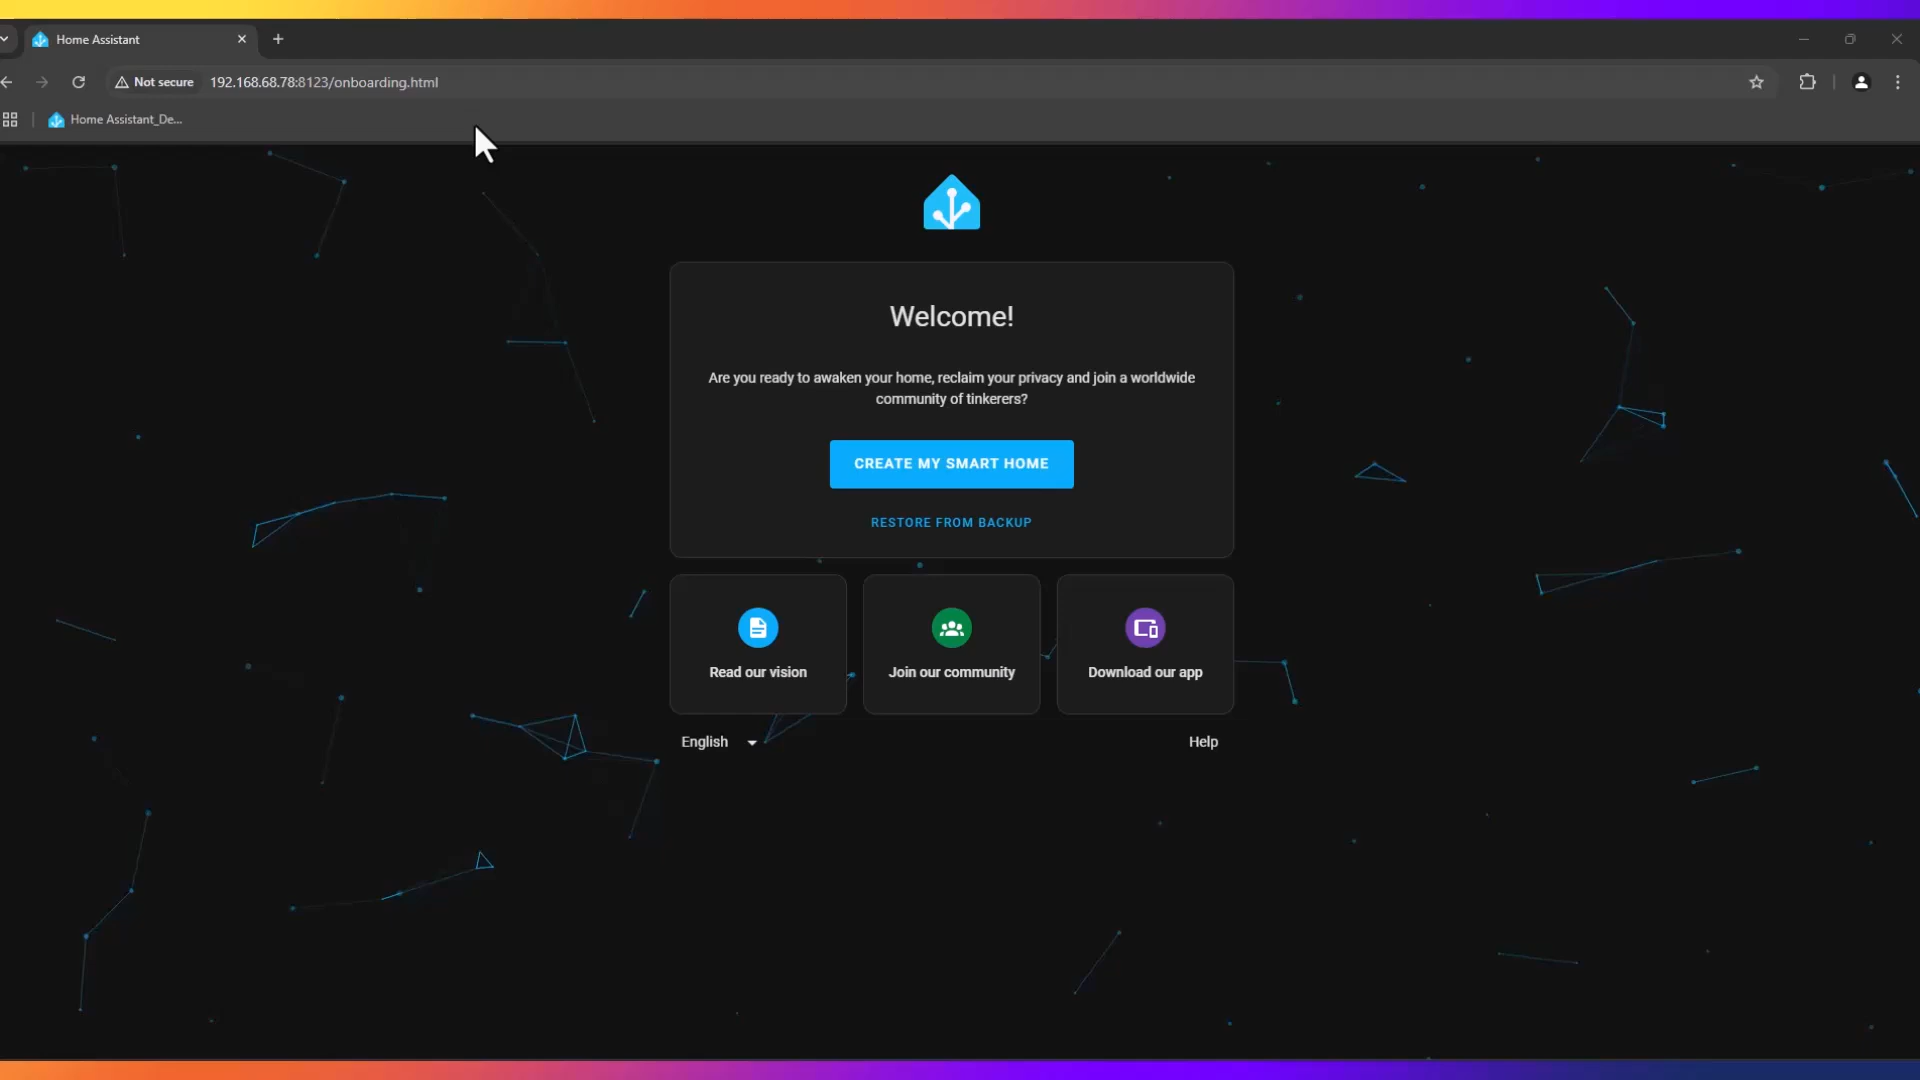 Home Assistant
Not secure 192.168.68.78:8123/onboarding.html
Home Assistant_De...
Welcome!
Are you ready to awaken your home, reclaim your privacy and join a worldwide
community of tinkerers?
CREATE MY SMART HOME
RESTORE FROM BACKUP
Read our vision
Join our community
Download our app
English
Help